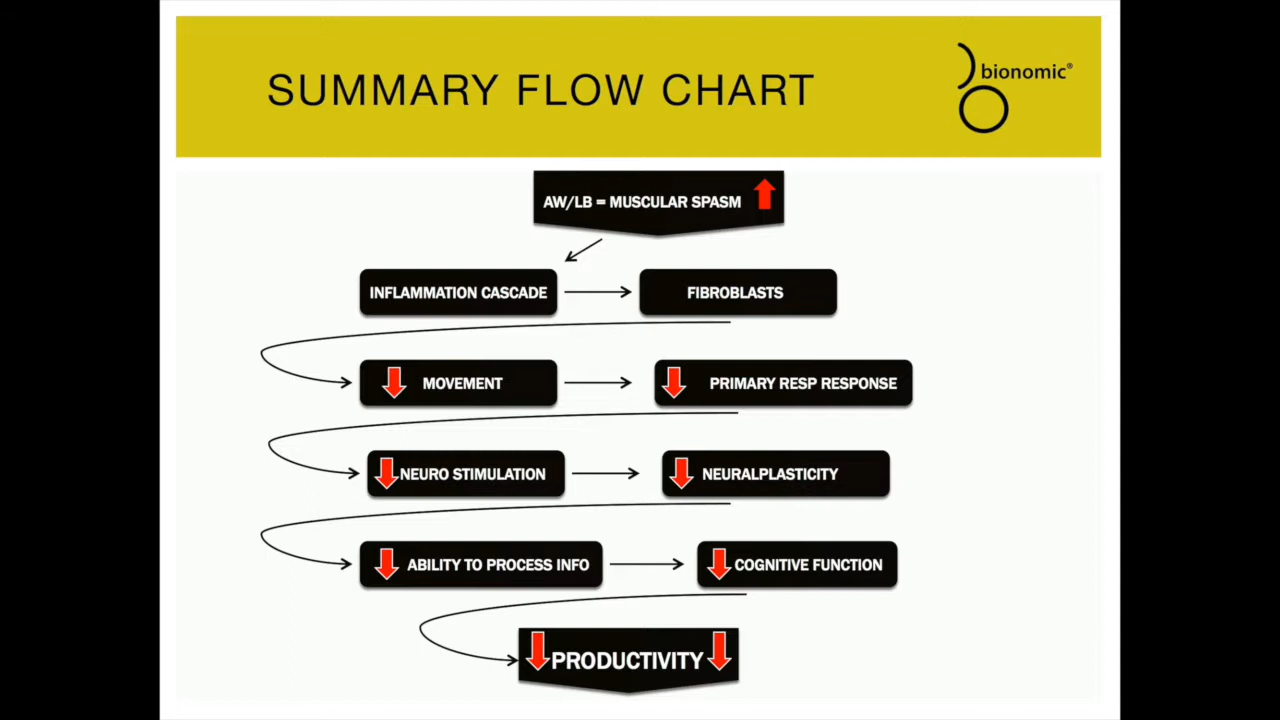 SUMMARY FLOW CHART
bionomic®
AW/LB = MUSCULAR SPASM
INFLAMMATION CASCADE
FIBROBLASTS
MOVEMENT
PRIMARY RESP RESPONSE
NEURO STIMULATION
NEURALPLASTICITY
ABILITY TO PROCESS INFO
COGNITIVE FUNCTION
PRODUCTIVITY